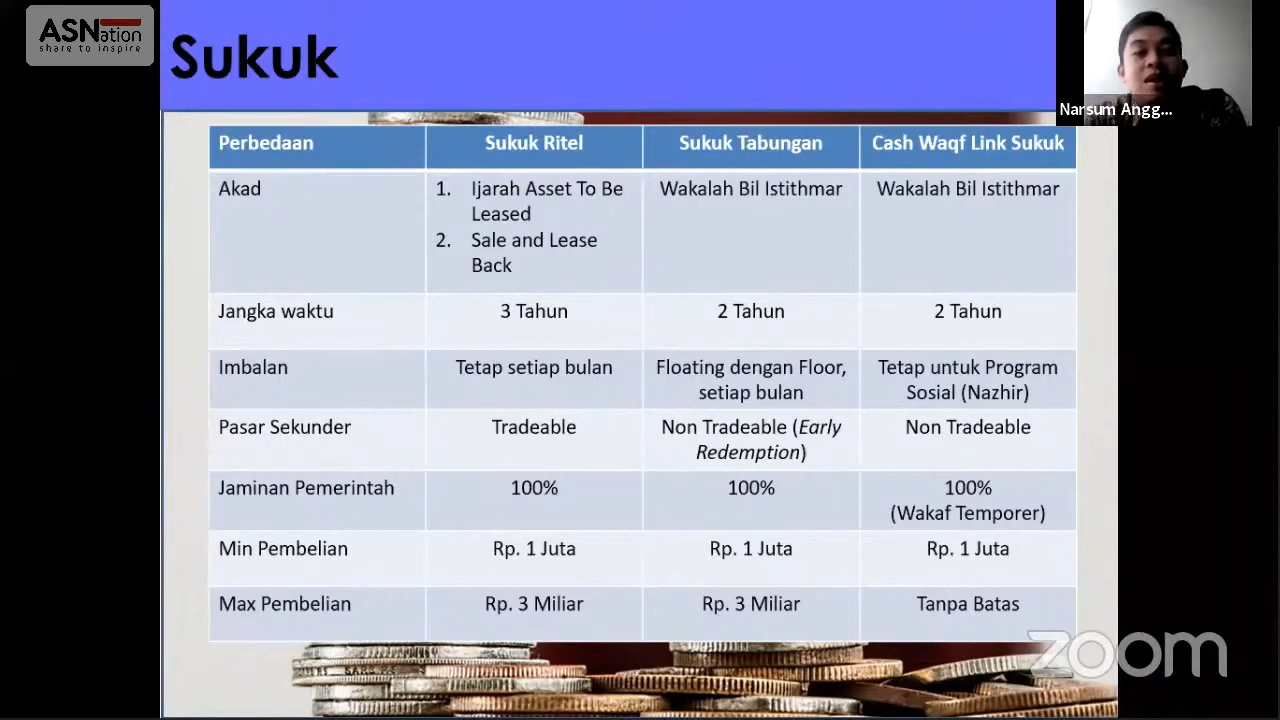 ASNation
share to inspire
Sukuk
Narsum Angg...
Perbedaan
Sukuk Ritel
Sukuk Tabungan
Cash Waqf Link Sukuk
Akad
1. Ijarah Asset To Be
Leased
2. Sale and Lease
Back
Wakalah Bil Istithmar
Wakalah Bil Istithmar
Jangka waktu
3 Tahun
2 Tahun
2 Tahun
Imbalan
Tetap setiap bulan
Floating dengan Floor,
setiap bulan
Tetap untuk Program
Sosial (Nazhir)
Pasar Sekunder
Tradeable
Non Tradeable (Early
Redemption)
Non Tradeable
Jaminan Pemerintah
100%
100%
100%
(Wakaf Temporer)
Min Pembelian
Rp. 1 Juta
Rp. 1 Juta
Rp. 1 Juta
Max Pembelian
Rp. 3 Miliar
Rp. 3 Miliar
Tanpa Batas
zoom